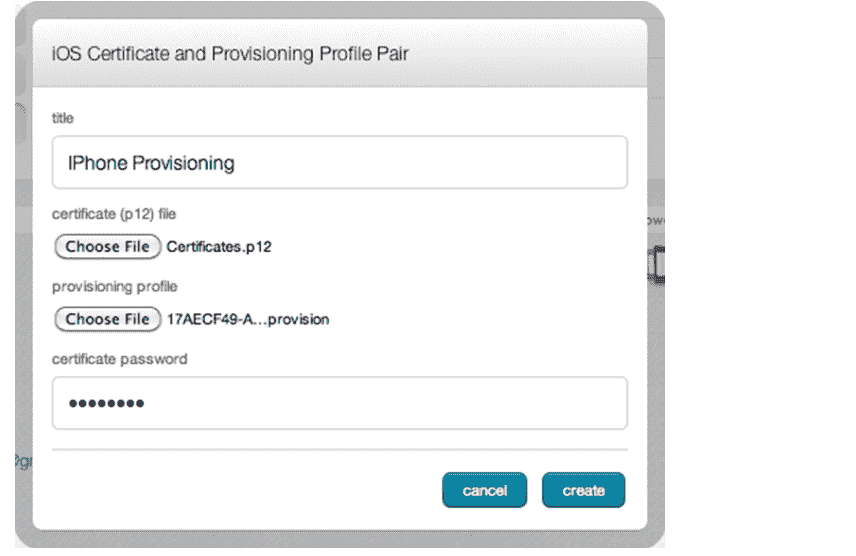 iOS Certificate and Provisioning Profile Pair
title
IPhone Provisioning
certificate (p12) file
Choose File Certificates.p12
provisioning profile
Choose File 17AECF49-A...provision
certificate password
••••••••
cancel create